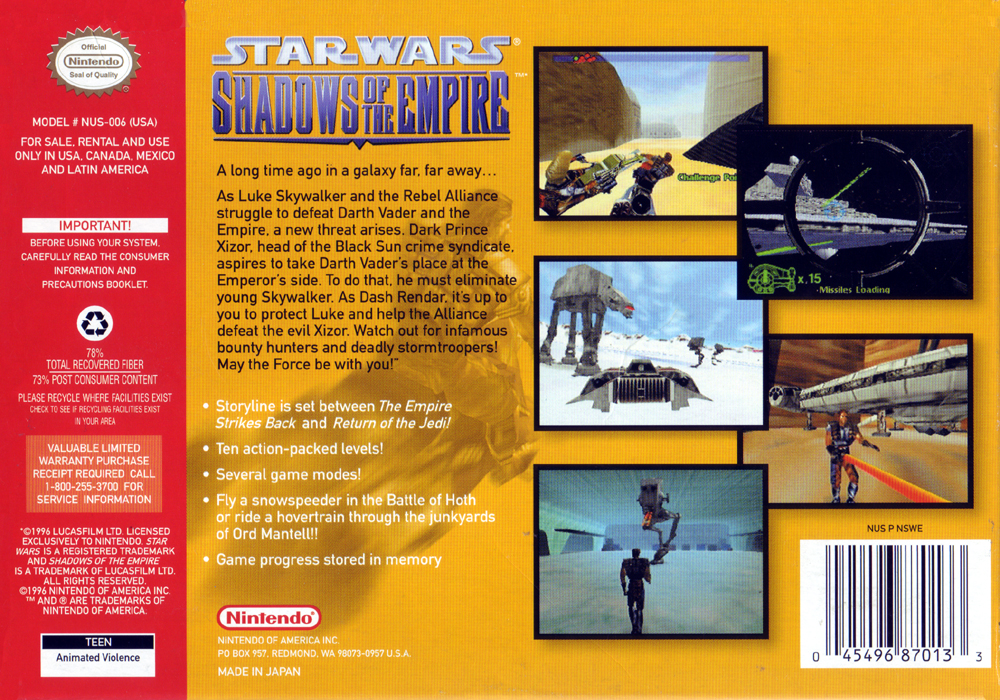 Official
Nintendo
Seal of Quality
MODEL # NUS-006 (USA)
FOR SALE, RENTAL AND USE
ONLY IN USA, CANADA, MEXICO
AND LATIN AMERICA
IMPORTANT!
BEFORE USING YOUR SYSTEM,
CAREFULLY READ THE CONSUMER
INFORMATION AND
PRECAUTIONS BOOKLET.
78%
TOTAL RECOVERED FIBER
73% POST CONSUMER CONTENT
PLEASE RECYCLE WHERE FACILITIES EXIST
CHECK TO SEE IF RECYCLING FACILITIES EXIST
IN YOUR AREA
VALUABLE LIMITED
WARRANTY PURCHASE
RECEIPT REQUIRED CALL
1-800-255-3700 FOR
SERVICE INFORMATION
*©1996 LUCASFILM LTD. LICENSED
EXCLUSIVELY TO NINTENDO. STAR
WARS IS A REGISTERED TRADEMARK
AND SHADOWS OF THE EMPIRE
IS A TRADEMARK OF LUCASFILM LTD.
ALL RIGHTS RESERVED.
©1996 NINTENDO OF AMERICA INC.
™ AND ® ARE TRADEMARKS OF
NINTENDO OF AMERICA.
TEEN
Animated Violence
STAR WARS®
SHADOWS OF THE EMPIRE™*
A long time ago in a galaxy far, far away...
As Luke Skywalker and the Rebel Alliance
struggle to defeat Darth Vader and the
Empire, a new threat arises. Dark Prince
Xizor, head of the Black Sun crime syndicate,
aspires to take Darth Vader's place at the
Emperor's side. To do that, he must eliminate
young Skywalker. As Dash Rendar, it's up to
you to protect Luke and help the Alliance
defeat the evil Xizor. Watch out for infamous
bounty hunters and deadly stormtroopers!
May the Force be with you!"
• Storyline is set between The Empire
Strikes Back and Return of the Jedi!
• Ten action-packed levels!
• Several game modes!
• Fly a snowspeeder in the Battle of Hoth
or ride a hovertrain through the junkyards
of Ord Mantell!!
• Game progress stored in memory
Nintendo®
NINTENDO OF AMERICA INC.
PO BOX 957, REDMOND, WA 98073-0957 U.S.A.
MADE IN JAPAN
Challenge Poi
x.15
·Missiles Loading
NUS P NSWE
0 45496 87013 3